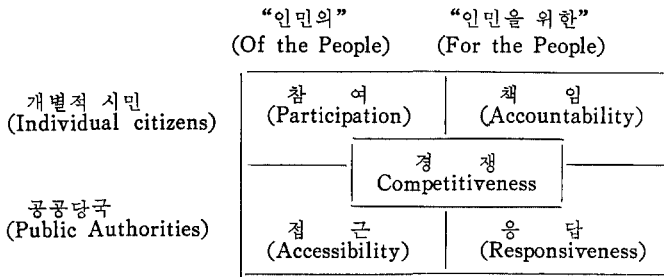 “인민의” “인민을 위한”
(Of the People) (For the People)
개별적 시민 참 여 책 임
(Individual citizens) (Participation) (Accountability)
경 쟁
Competitiveness
공공당국 접 근 응 답
(Public Authorities) (Accessibility) (Responsiveness)